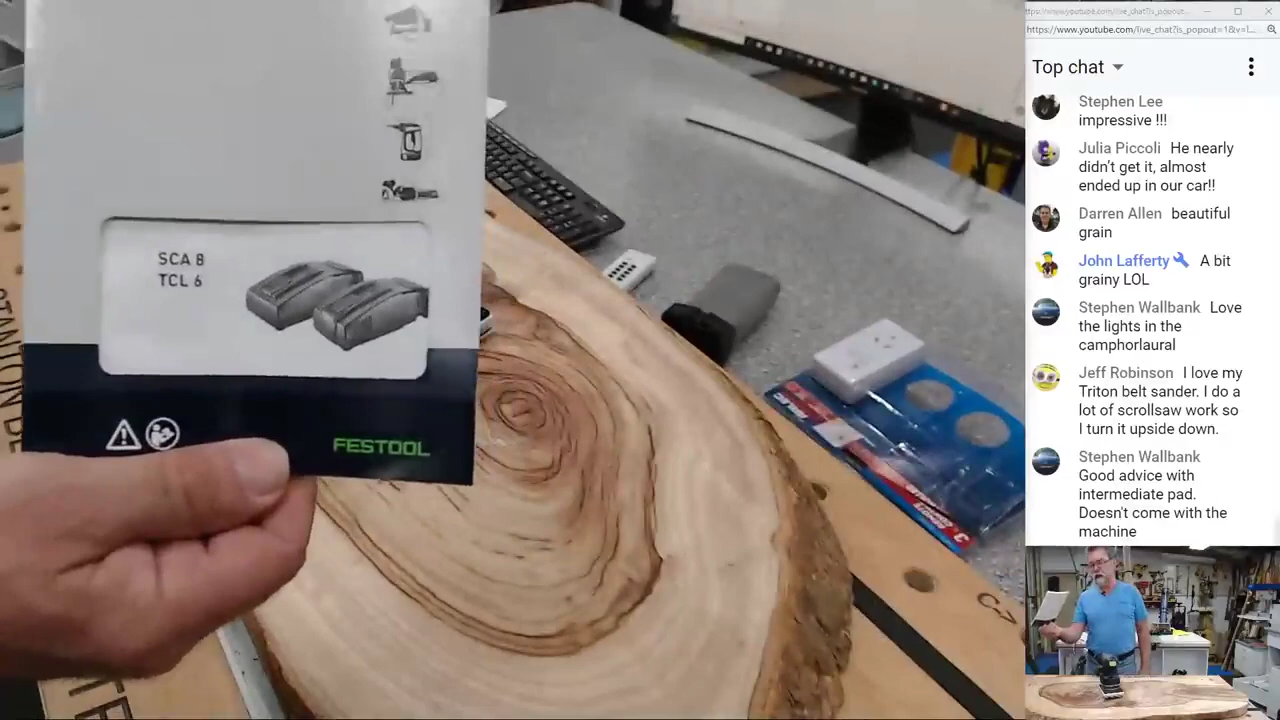 SCA 8
TCL 6
FESTOOL
https://www.youtube.com/live_chat?is_popout=1&v=l...
Top chat
Stephen Lee
impressive !!!
Julia Piccoli He nearly
didn't get it, almost
ended up in our car!!
Darren Allen beautiful
grain
John Lafferty A bit
grainy LOL
Stephen Wallbank Love
the lights in the
camphorlaural
Jeff Robinson I love my
Triton belt sander. I do a
lot of scrollsaw work so
I turn it upside down.
Stephen Wallbank
Good advice with
intermediate pad.
Doesn't come with the
machine